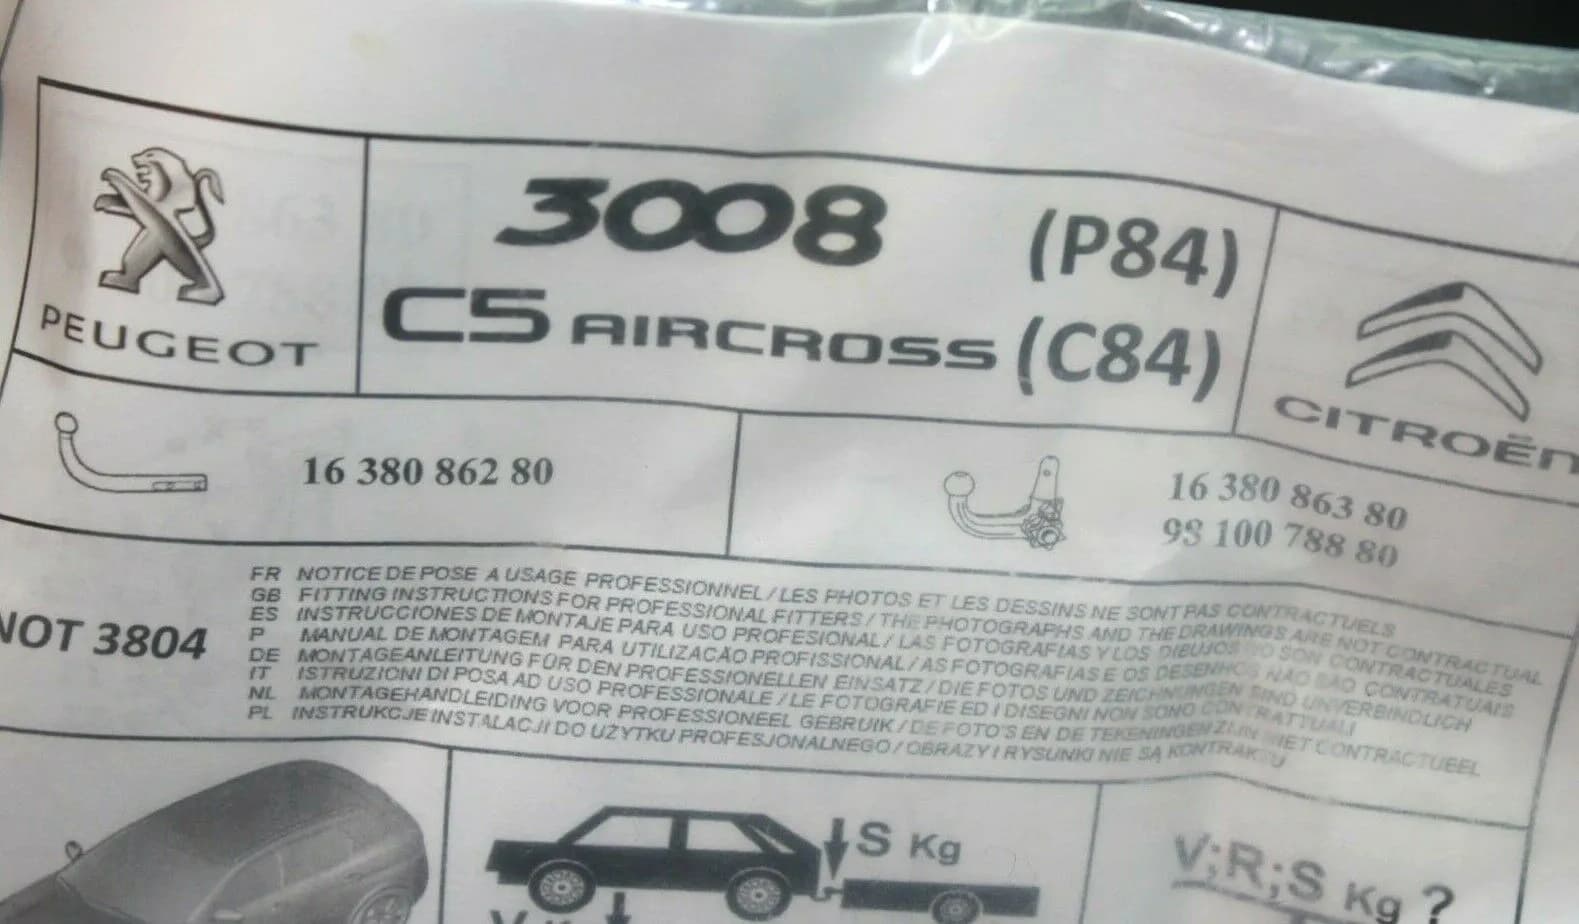 PEUGEOT
3008 (P84)
C5 AIRCROSS (C84)
CITROËN
16 380 862 80
16 380 863 80
98 100 788 80
NOT 3804
FR NOTICE DE POSE A USAGE PROFESSIONNEL / LES PHOTOS ET LES DESSINS NE SONT PAS CONTRACTUELS
GB FITTING INSTRUCTIONS FOR PROFESSIONAL FITTERS / THE PHOTOGRAPHS AND THE DRAWINGS ARE NOT CONTRACTUAL
ES INSTRUCCIONES DE MONTAJE PARA USO PROFESIONAL / LAS FOTOGRAFIAS Y LOS DIBUJOS NO SON CONTRACTUALES
P MANUAL DE MONTAGEM PARA UTILIZACAO PROFISSIONAL / AS FOTOGRAFIAS E OS DESENHOS NAO SAO CONTRATUAIS
DE MONTAGEANLEITUNG FÜR DEN PROFESSIONELLEN EINSATZ / DIE FOTOS UND ZEICHNUNGEN SIND UNVERBINDLICH
IT ISTRUZIONI DI POSA AD USO PROFESSIONALE / LE FOTOGRAFIE ED I DISEGNI NON SONO CONTRATTUALI
NL MONTAGEHANDLEIDING VOOR PROFESSIONEEL GEBRUIK / DE FOTO'S EN DE TEKENINGEN ZIJN NIET CONTRACTUEEL
PL INSTRUKCJE INSTALACJI DO UZYTKU PROFESJONALNEGO / OBRAZY I RYSUNKI NIE SĄ KONTRAKTU
S Kg
V;R;S Kg ?